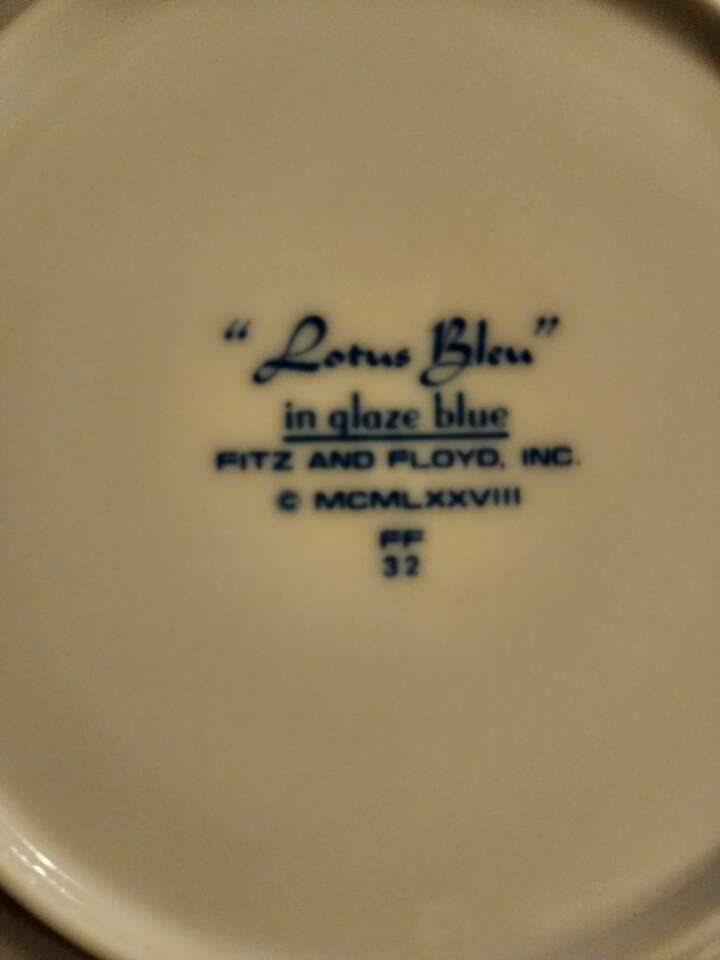 "Lotus Bleu"
in glaze blue
FITZ AND FLOYD, INC.
© MCMLXXVIII
FF
32